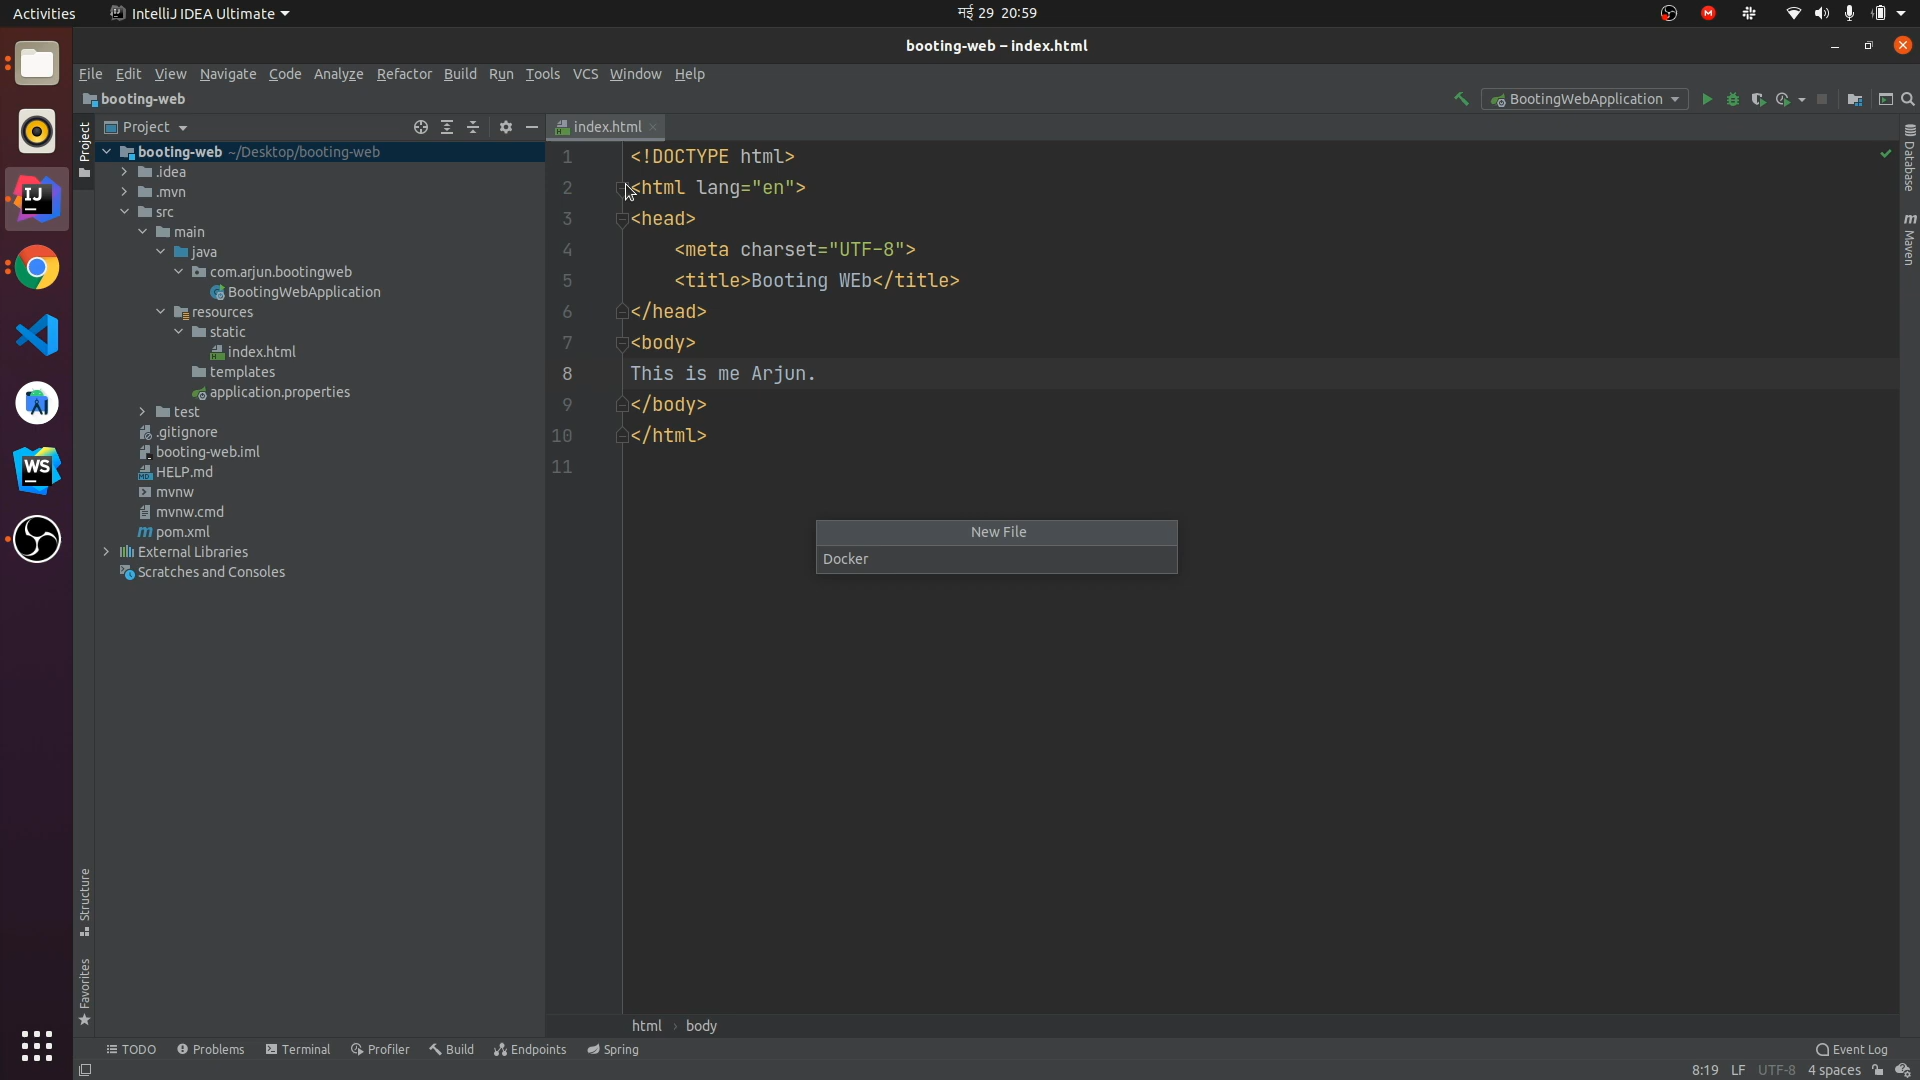 Activities IntelliJ IDEA Ultimate मई 29 20:59
booting-web – index.html
File Edit View Navigate Code Analyze Refactor Build Run Tools VCS Window Help
booting-web BootingWebApplication
Project
booting-web ~/Desktop/booting-web
.idea
.mvn
src
main
java
com.arjun.bootingweb
BootingWebApplication
resources
static
index.html
templates
application.properties
test
.gitignore
booting-web.iml
HELP.md
mvnw
mvnw.cmd
pom.xml
External Libraries
Scratches and Consoles
Project
Structure
Favorites
index.html
1 <!DOCTYPE html>
2 <html lang="en">
3 <head>
4 <meta charset="UTF-8">
5 <title>Booting WEb</title>
6 </head>
7 <body>
8 This is me Arjun.
9 </body>
10 </html>
11
New File
Docker
Database
Maven
html › body
TODO Problems Terminal Profiler Build Endpoints Spring Event Log
8:19 LF UTF-8 4 spaces